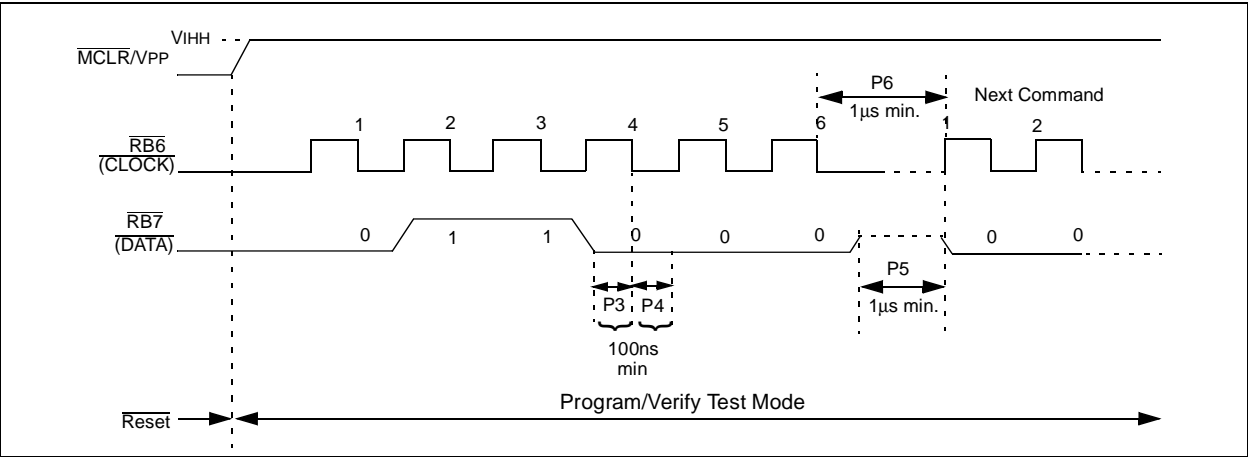 VIHH
MCLR/VPP
P6
1µs min.
Next Command
1 2 3 4 5 6 1 2
RB6
(CLOCK)
RB7
(DATA)
0 1 1 0 0 0 0 0
P5
1µs min.
P3 P4
100ns
min
Program/Verify Test Mode
Reset